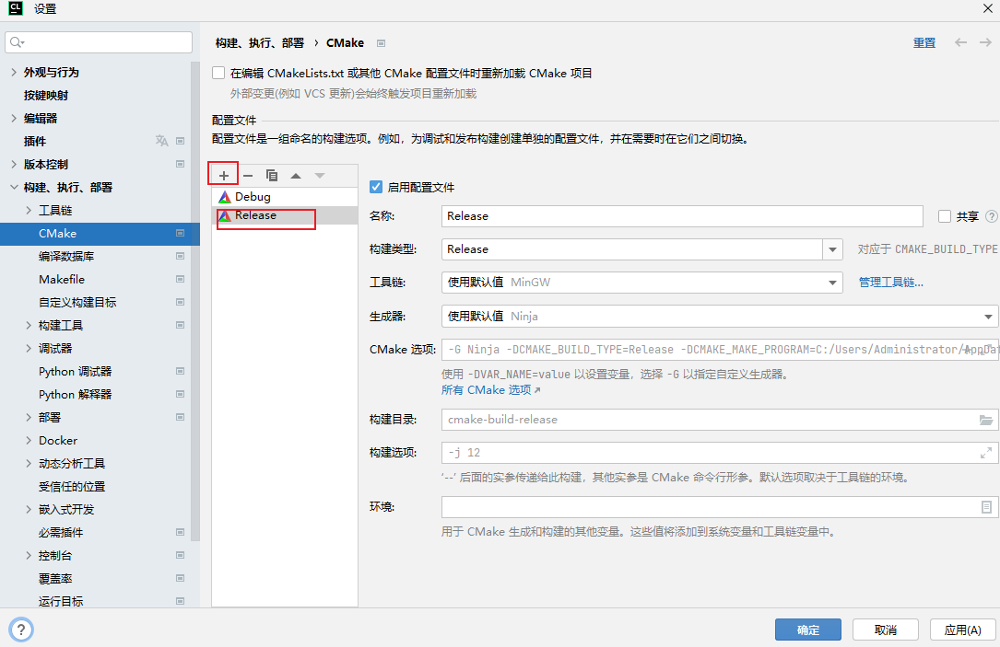 CL 设置
构建、执行、部署 › CMake 重置
在编辑 CMakeLists.txt 或其他 CMake 配置文件时重新加载 CMake 项目
外部变更(例如 VCS 更新)会始终触发项目重新加载
配置文件
配置文件是一组命名的构建选项。例如，为调试和发布构建创建单独的配置文件，并在需要时在它们之间切换。
外观与行为
按键映射
编辑器
插件
版本控制
构建、执行、部署
工具链
CMake
编译数据库
Makefile
自定义构建目标
构建工具
调试器
Python 调试器
Python 解释器
部署
Docker
动态分析工具
受信任的位置
嵌入式开发
必需插件
控制台
覆盖率
运行目标
Debug
Release
启用配置文件
名称: Release 共享 ?
构建类型: Release 对应于 CMAKE_BUILD_TYPE
工具链: 使用默认值 MinGW 管理工具链...
生成器: 使用默认值 Ninja
CMake 选项: -G Ninja -DCMAKE_BUILD_TYPE=Release -DCMAKE_MAKE_PROGRAM=C:/Users/Administrator/AppDat
使用 -DVAR_NAME=value 以设置变量，选择 -G 以指定自定义生成器。
所有 CMake 选项
构建目录: cmake-build-release
构建选项: -j 12
'--' 后面的实参传递给此构建，其他实参是 CMake 命令行形参。默认选项取决于工具链的环境。
环境:
用于 CMake 生成和构建的其他变量。这些值将添加到系统变量和工具链变量中。
? 确定 取消 应用(A)